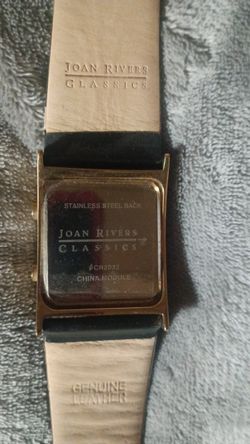 JOAN RIVERS
CLASSICS
STAINLESS STEEL BACK
JOAN RIVERS
CLASSICS
CHINA MODULE
GENUINE
LEATHER